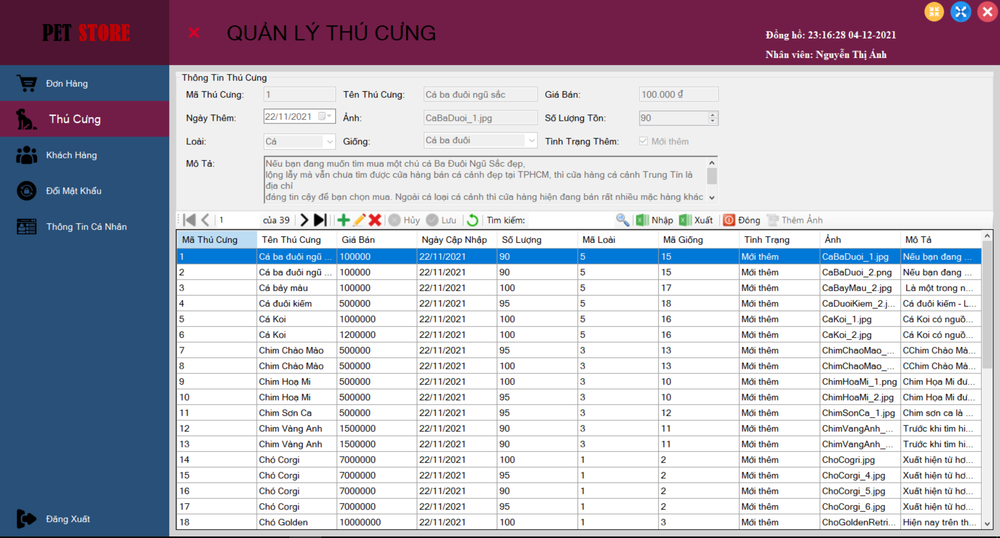 PET STORE
QUẢN LÝ THÚ CƯNG
Đồng hồ: 23:16:28 04-12-2021
Nhân viên: Nguyễn Thị Ánh
Đơn Hàng
Thú Cưng
Khách Hàng
Đổi Mật Khẩu
Thông Tin Cá Nhân
Đăng Xuất
Thông Tin Thú Cưng
Mã Thú Cưng: 1 Tên Thú Cưng: Cá ba đuôi ngũ sắc Giá Bán: 100.000 ₫
Ngày Thêm: 22/11/2021 Ảnh: CaBaDuoi_1.jpg Số Lượng Tồn: 90
Loài: Cá Giống: Cá ba đuôi Tình Trạng Thêm: Mới thêm
Mô Tả: Nếu bạn đang muốn tìm mua một chú cá Ba Đuôi Ngũ Sắc đẹp,
lộng lẫy mà vẫn chưa tìm được cửa hàng bán cá cảnh đẹp tại TPHCM, thì cửa hàng cá cảnh Trung Tín là
địa chỉ
đáng tin cậy để bạn chọn mua. Ngoài cá loại cá cảnh thì cửa hàng hiện đang bán rất nhiều mặc hàng khác
1 của 39 Hủy Lưu Tìm kiếm: Nhập Xuất Đóng Thêm Ảnh
Mã Thú Cưng Tên Thú Cưng Giá Bán Ngày Cập Nhập Số Lượng Mã Loài Mã Giống Tình Trạng Ảnh Mô Tả
1 Cá ba đuôi ngũ ... 100000 22/11/2021 90 5 15 Mới thêm CaBaDuoi_1.jpg Nếu bạn đang ...
2 Cá ba đuôi ngũ ... 100000 22/11/2021 90 5 15 Mới thêm CaBaDuoi_2.png Nếu bạn đang ...
3 Cá bảy màu 100000 22/11/2021 100 5 17 Mới thêm CaBayMau_2.jpg Là một trong n...
4 Cá đuôi kiếm 500000 22/11/2021 95 5 18 Mới thêm CaDuoiKiem_2.j... Cá đuôi kiếm - L...
5 Cá Koi 1000000 22/11/2021 100 5 16 Mới thêm CaKoi_1.jpg Cá Koi có nguồ...
6 Cá Koi 1200000 22/11/2021 100 5 16 Mới thêm CaKoi_2.jpg Cá Koi có nguồ...
7 Chim Chào Mào 500000 22/11/2021 95 3 13 Mới thêm ChimChaoMao_... CChim Chào Mà...
8 Chim Chào Mào 500000 22/11/2021 100 3 13 Mới thêm ChimChaoMao_... CChim Chào Mà...
9 Chim Hoạ Mi 500000 22/11/2021 100 3 10 Mới thêm ChimHoaMi_1.png Chim Họa Mi đư...
10 Chim Hoạ Mi 500000 22/11/2021 95 3 10 Mới thêm ChimHoaMi_2.jpg Chim Họa Mi đư...
11 Chim Sơn Ca 500000 22/11/2021 95 3 12 Mới thêm ChimSonCa_1.jpg Chim sơn ca là ...
12 Chim Vàng Anh 1500000 22/11/2021 90 3 11 Mới thêm ChimVangAnh_... Trước khi tìm hi...
13 Chim Vàng Anh 1500000 22/11/2021 90 3 11 Mới thêm ChimVangAnh_... Trước khi tìm hi...
14 Chó Corgi 7000000 22/11/2021 100 1 2 Mới thêm ChoCogri.jpg Xuất hiện từ hơ...
15 Chó Corgi 7000000 22/11/2021 95 1 2 Mới thêm ChoCorgi_4.jpg Xuất hiện từ hơ...
16 Chó Corgi 7000000 22/11/2021 90 1 2 Mới thêm ChoCorgi_5.jpg Xuất hiện từ hơ...
17 Chó Corgi 7000000 22/11/2021 95 1 2 Mới thêm ChoCorgi_6.jpg Xuất hiện từ hơ...
18 Chó Golden 10000000 22/11/2021 100 1 3 Mới thêm ChoGoldenRetri... Hiện nay trên th...